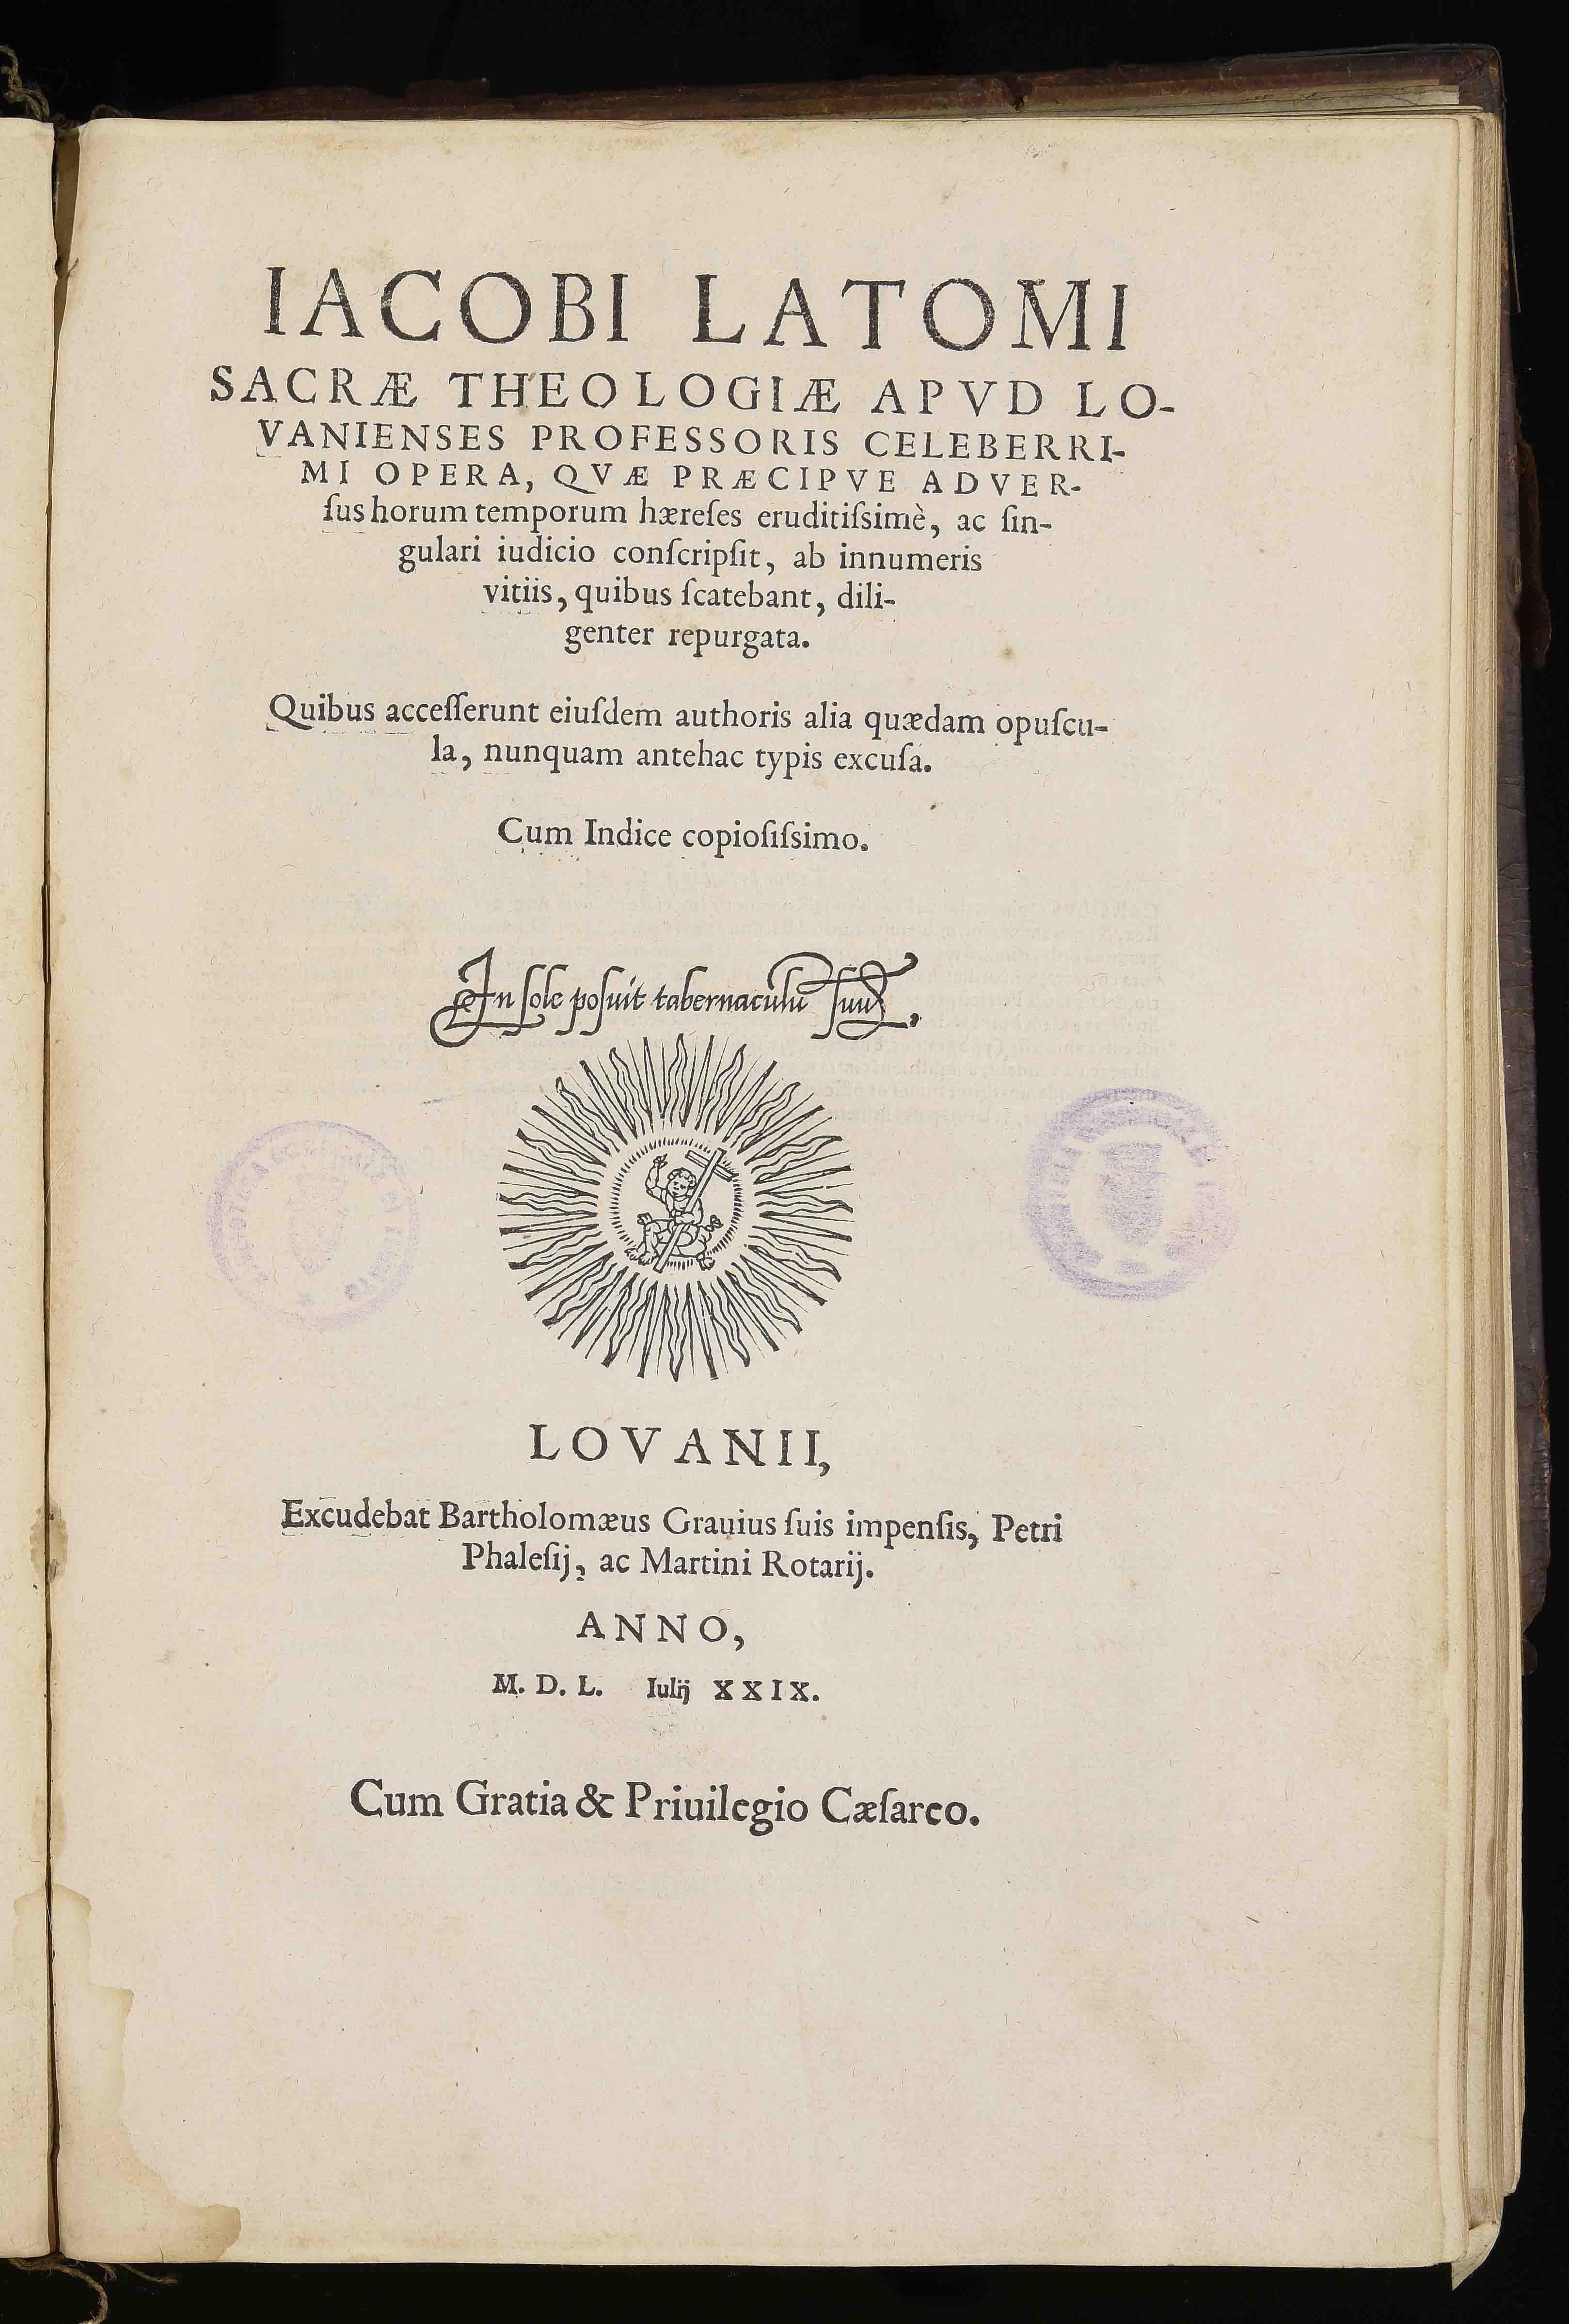 IACOBI LATOMI
SACRÆ THEOLOGIÆ APVD LO-
VANIENSES PROFESSORIS CELEBERRI-
MI OPERA, QVÆ PRÆCIPVE ADVER-
ſus horum temporum hæreſes eruditiſsimè, ac ſin-
gulari iudicio conſcripſit, ab innumeris
vitiis, quibus ſcatebant, dili-
genter repurgata.
Quibus acceſſerunt eiuſdem authoris alia quædam opuſcu-
la, nunquam antehac typis excuſa.
Cum Indice copioſiſsimo.
In ſole poſuit tabernaculū ſuū.
LOVANII,
Excudebat Bartholomæus Grauius ſuis impenſis, Petri
Phaleſij, ac Martini Rotarij.
ANNO,
M. D. L. Iulij XXIX.
Cum Gratia & Priuilegio Cæſareo.